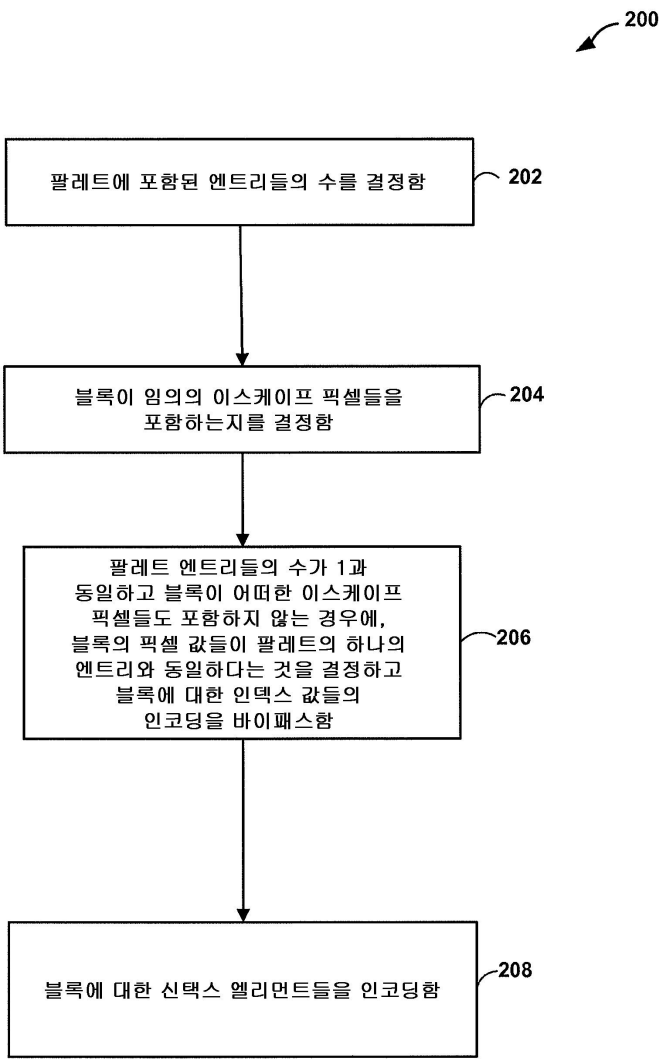 200
팔레트에 포함된 엔트리들의 수를 결정함
202
블록이 임의의 이스케이프 픽셀들을
포함하는지를 결정함
204
팔레트 엔트리들의 수가 1과
동일하고 블록이 어떠한 이스케이프
픽셀들도 포함하지 않는 경우에,
블록의 픽셀 값들이 팔레트의 하나의
엔트리와 동일하다는 것을 결정하고
블록에 대한 인덱스 값들의
인코딩을 바이패스함
206
블록에 대한 신택스 엘리먼트들을 인코딩함
208